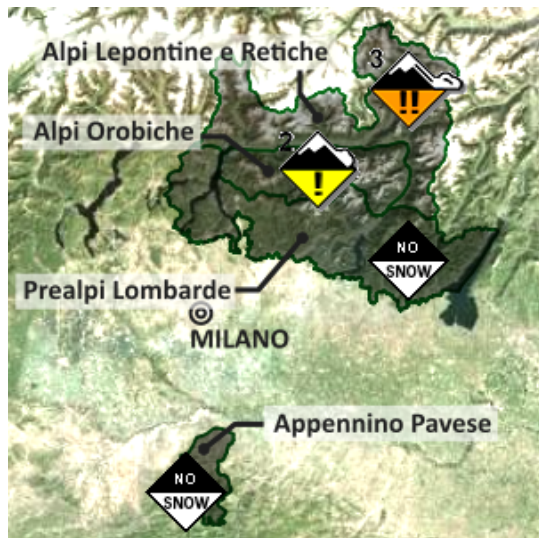 Alpi Lepontine e Retiche
3
!!
Alpi Orobiche
2
!
NO
SNOW
Prealpi Lombarde
MILANO
Appennino Pavese
NO
SNOW